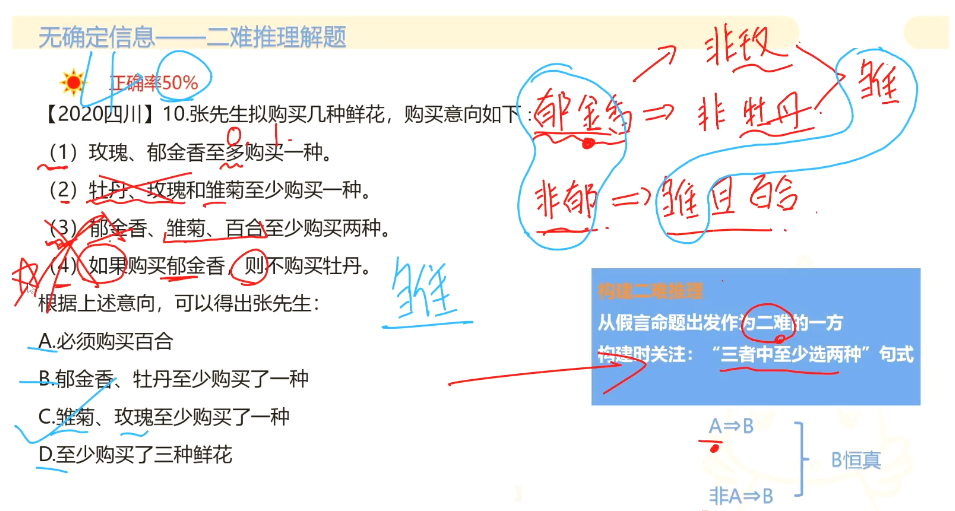 无确定信息——二难推理解题
正确率50%
【2020四川】10.张先生拟购买几种鲜花，购买意向如下：
（1）玫瑰、郁金香至多购买一种。
0. 1.
（2）牡丹、玫瑰和雏菊至少购买一种。
（3）郁金香、雏菊、百合至少购买两种。
（4）如果购买郁金香，则不购买牡丹。
根据上述意向，可以得出张先生：
A.必须购买百合
B.郁金香、牡丹至少购买了一种
C.雏菊、玫瑰至少购买了一种
D.至少购买了三种鲜花
雏
非玫
郁金香 ⇒ 非牡丹
雏
非郁 ⇒ 雏且百合
构建二难推理
从假言命题出发作为二难的一方
构建时关注：“三者中至少选两种”句式
A⇒B
B恒真
非A⇒B